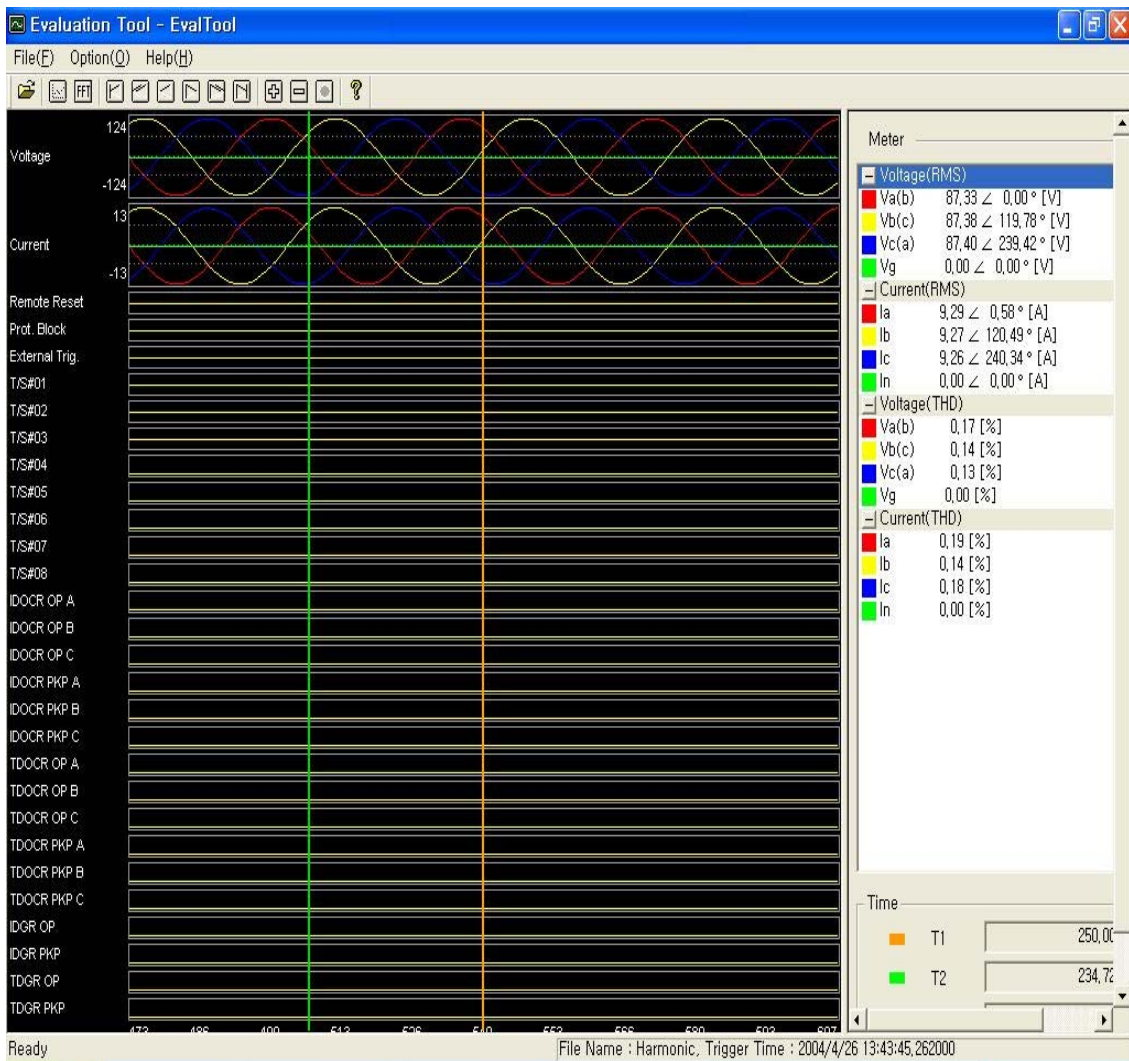 Evaluation Tool - EvalTool
File(F) Option(O) Help(H)
FFT
Voltage
124
-124
Current
13
-13
Remote Reset
Prot. Block
External Trig.
T/S#01
T/S#02
T/S#03
T/S#04
T/S#05
T/S#06
T/S#07
T/S#08
IDOCR OP A
IDOCR OP B
IDOCR OP C
IDOCR PKP A
IDOCR PKP B
IDOCR PKP C
TDOCR OP A
TDOCR OP B
TDOCR OP C
TDOCR PKP A
TDOCR PKP B
TDOCR PKP C
IDGR OP
IDGR PKP
TDGR OP
TDGR PKP
Meter
Voltage(RMS)
Va(b) 87,33 ∠ 0,00 ° [V]
Vb(c) 87,38 ∠ 119,78 ° [V]
Vc(a) 87,40 ∠ 239,42 ° [V]
Vg 0,00 ∠ 0,00 ° [V]
Current(RMS)
Ia 9,29 ∠ 0,58 ° [A]
Ib 9,27 ∠ 120,49 ° [A]
Ic 9,26 ∠ 240,34 ° [A]
In 0,00 ∠ 0,00 ° [A]
Voltage(THD)
Va(b) 0,17 [%]
Vb(c) 0,14 [%]
Vc(a) 0,13 [%]
Vg 0,00 [%]
Current(THD)
Ia 0,19 [%]
Ib 0,14 [%]
Ic 0,18 [%]
In 0,00 [%]
Time
T1 250,00
T2 234,72
Ready
File Name : Harmonic, Trigger Time : 2004/4/26 13:43:45,262000